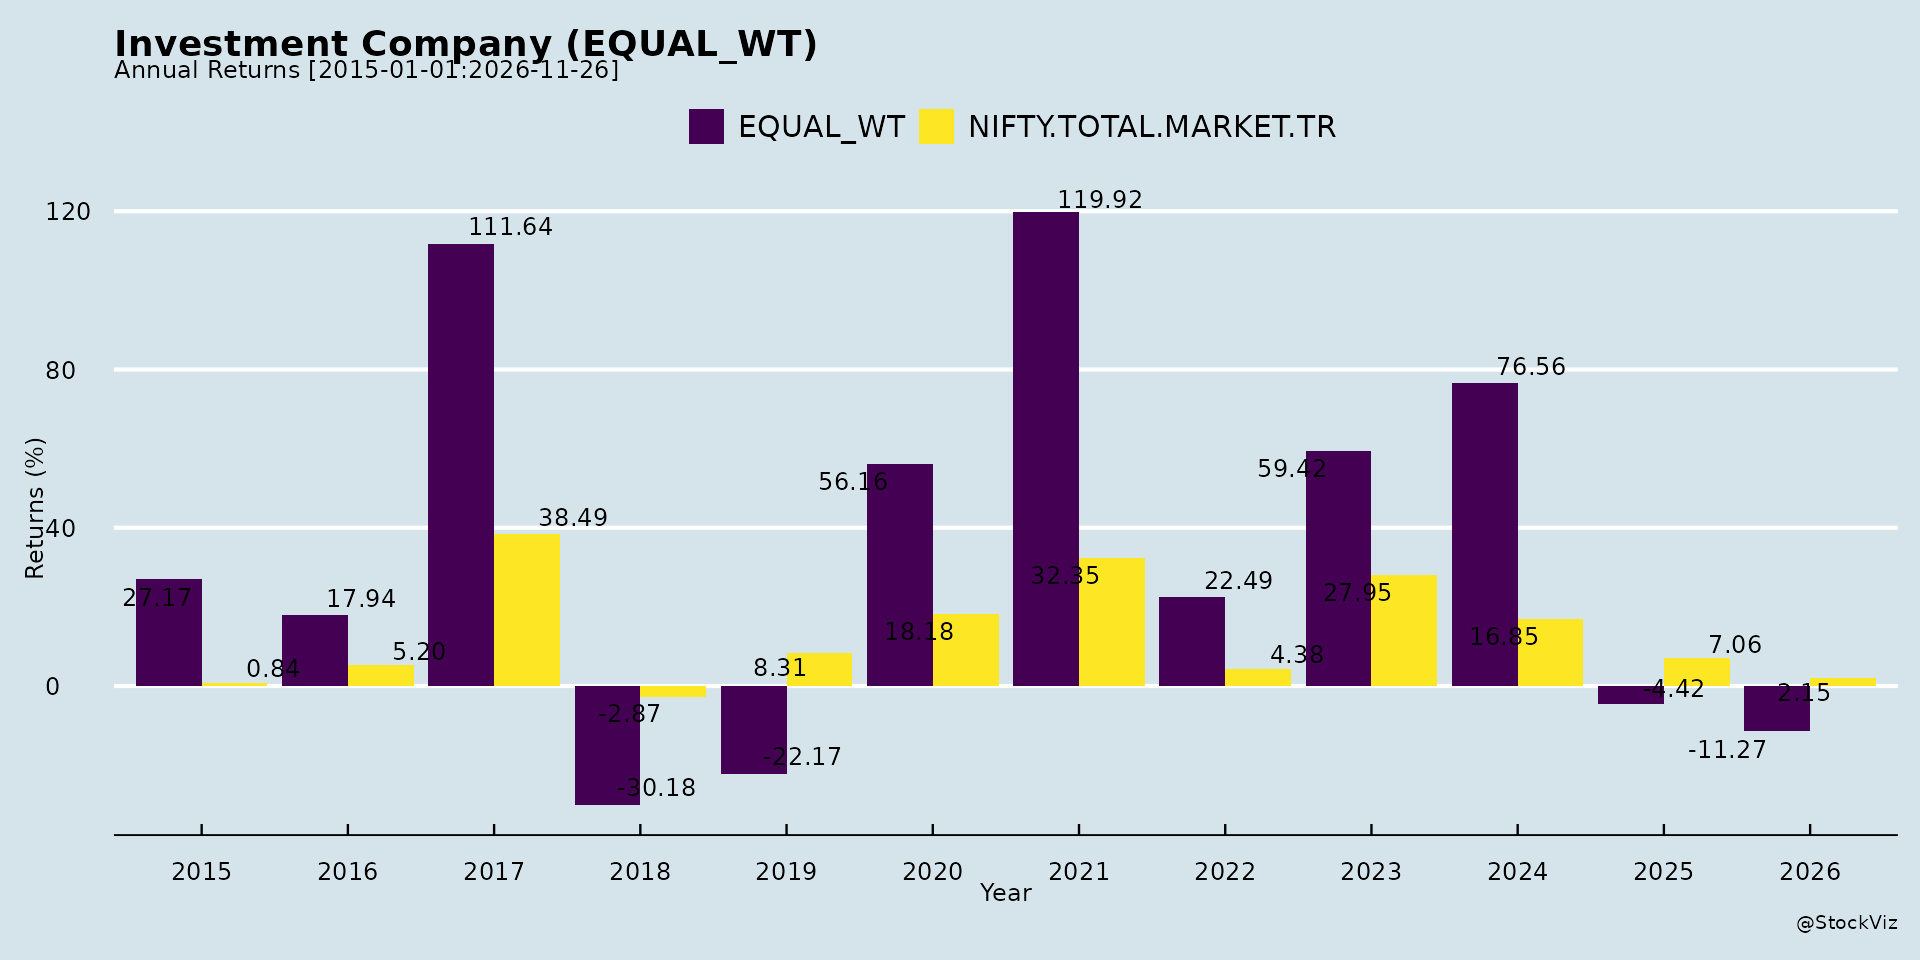 Investment Company (EQUAL_WT)
Annual Returns [2015-01-01:2026-11-26]
EQUAL_WT NIFTY.TOTAL.MARKET.TR
Returns (%)
120
80
40
0
27.17 0.84
17.94 5.20
111.64 38.49
-30.18 -2.87
-22.17 8.31
56.16 18.18
119.92 32.35
22.49 4.38
59.42 27.95
76.56 16.85
-4.42 7.06
-11.27 2.15
2015 2016 2017 2018 2019 2020 2021 2022 2023 2024 2025 2026
Year
@StockViz